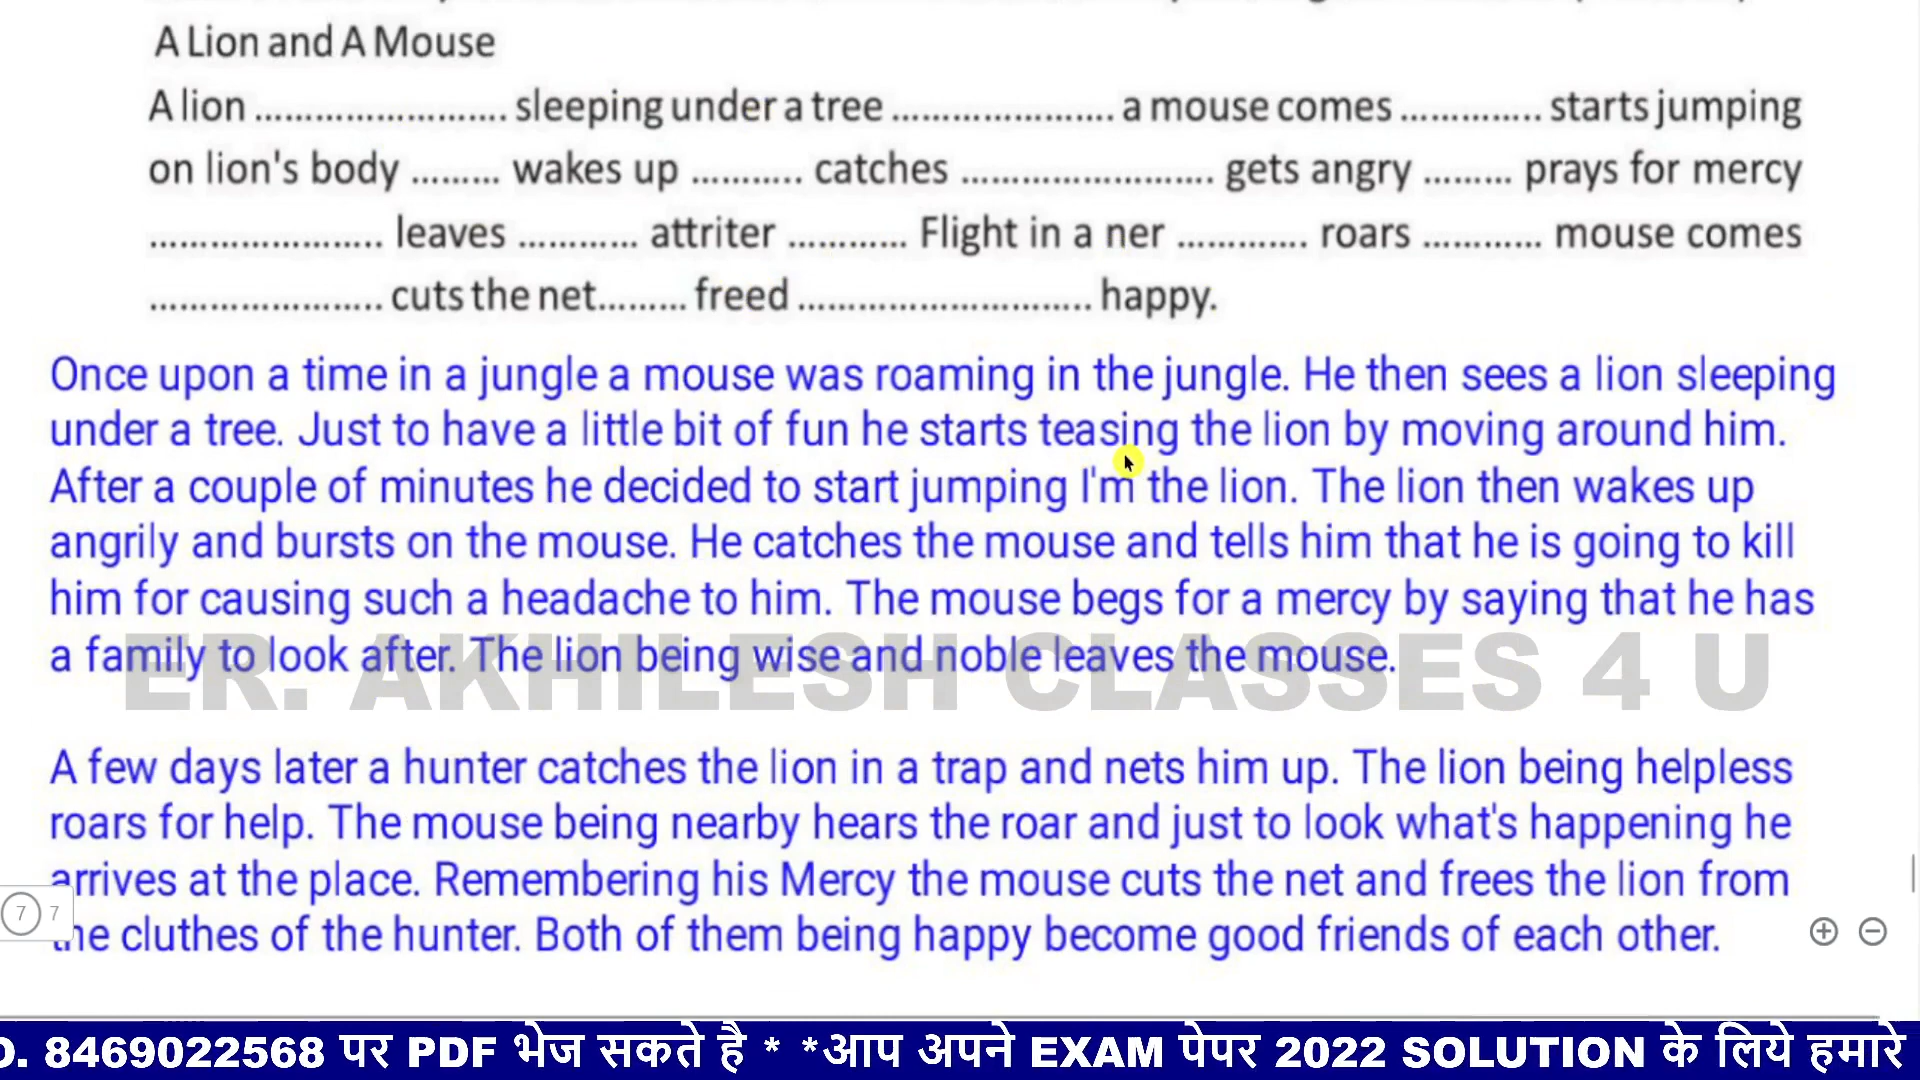 A Lion and A Mouse
A lion ............................ sleeping under a tree ........................ a mouse comes .............. starts jumping
on lion's body ......... wakes up ........... catches ........................... gets angry ......... prays for mercy
......................... leaves ............ attriter ............ Flight in a ner ............. roars ............ mouse comes
......................... cuts the net......... freed ............................... happy.
Once upon a time in a jungle a mouse was roaming in the jungle. He then sees a lion sleeping
under a tree. Just to have a little bit of fun he starts teasing the lion by moving around him.
After a couple of minutes he decided to start jumping I'm the lion. The lion then wakes up
angrily and bursts on the mouse. He catches the mouse and tells him that he is going to kill
him for causing such a headache to him. The mouse begs for a mercy by saying that he has
a family to look after. The lion being wise and noble leaves the mouse.
ER. AKHILESH CLASSES 4 U
A few days later a hunter catches the lion in a trap and nets him up. The lion being helpless
roars for help. The mouse being nearby hears the roar and just to look what's happening he
arrives at the place. Remembering his Mercy the mouse cuts the net and frees the lion from
7 7
the cluthes of the hunter. Both of them being happy become good friends of each other.
O. 8469022568 पर PDF भेज सकते है * *आप अपने EXAM पेपर 2022 SOLUTION के लिये हमारे